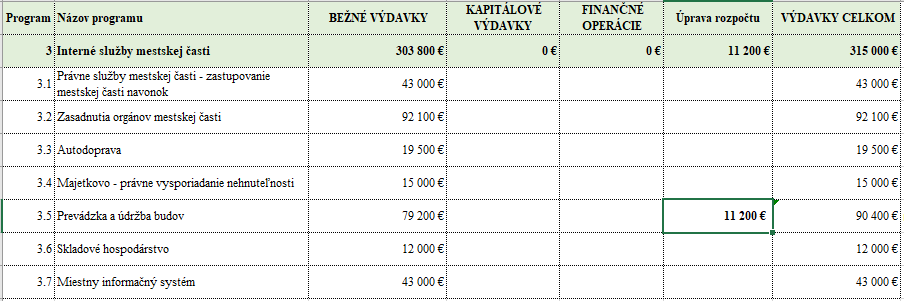 Program Názov programu BEŽNÉ VÝDAVKY KAPITÁLOVÉ VÝDAVKY FINANČNÉ OPERÁCIE Úprava rozpočtu VÝDAVKY CELKOM
3 Interné služby mestskej časti 303 800 € 0 € 0 € 11 200 € 315 000 €
3.1 Právne služby mestskej časti - zastupovanie mestskej časti navonok 43 000 € 43 000 €
3.2 Zasadnutia orgánov mestskej časti 92 100 € 92 100 €
3.3 Autodoprava 19 500 € 19 500 €
3.4 Majetkovo - právne vysporiadanie nehnuteľnosti 15 000 € 15 000 €
3.5 Prevádzka a údržba budov 79 200 € 11 200 € 90 400 €
3.6 Skladové hospodárstvo 12 000 € 12 000 €
3.7 Miestny informačný systém 43 000 € 43 000 €